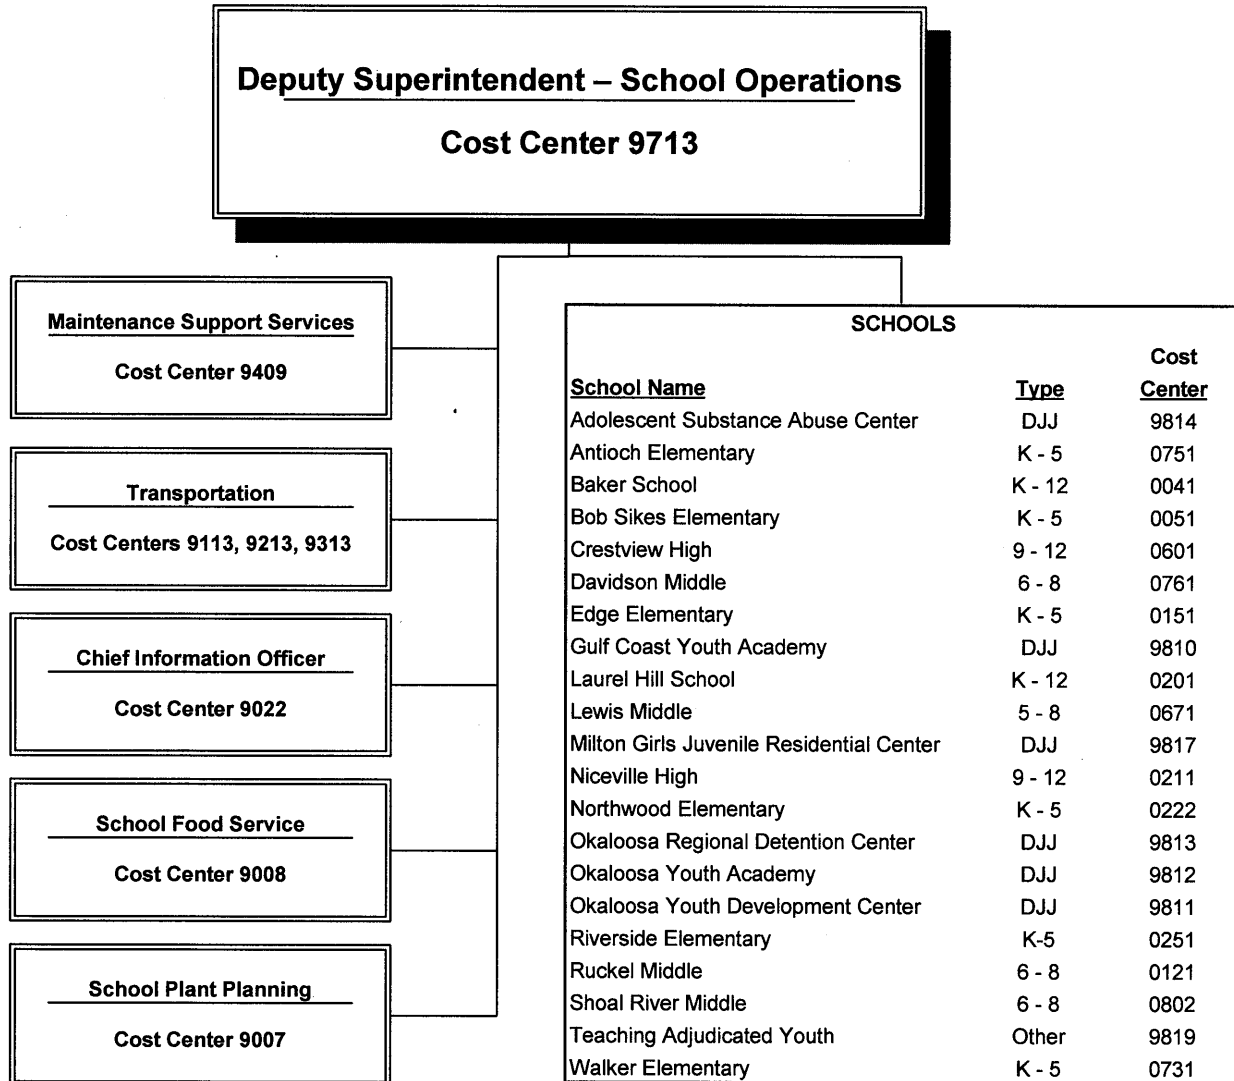 Deputy Superintendent – School Operations
Cost Center 9713
Maintenance Support Services
Cost Center 9409
Transportation
Cost Centers 9113, 9213, 9313
Chief Information Officer
Cost Center 9022
School Food Service
Cost Center 9008
School Plant Planning
Cost Center 9007
SCHOOLS
Cost
School Name Type Center
Adolescent Substance Abuse Center DJJ 9814
Antioch Elementary K - 5 0751
Baker School K - 12 0041
Bob Sikes Elementary K - 5 0051
Crestview High 9 - 12 0601
Davidson Middle 6 - 8 0761
Edge Elementary K - 5 0151
Gulf Coast Youth Academy DJJ 9810
Laurel Hill School K - 12 0201
Lewis Middle 5 - 8 0671
Milton Girls Juvenile Residential Center DJJ 9817
Niceville High 9 - 12 0211
Northwood Elementary K - 5 0222
Okaloosa Regional Detention Center DJJ 9813
Okaloosa Youth Academy DJJ 9812
Okaloosa Youth Development Center DJJ 9811
Riverside Elementary K-5 0251
Ruckel Middle 6 - 8 0121
Shoal River Middle 6 - 8 0802
Teaching Adjudicated Youth Other 9819
Walker Elementary K - 5 0731